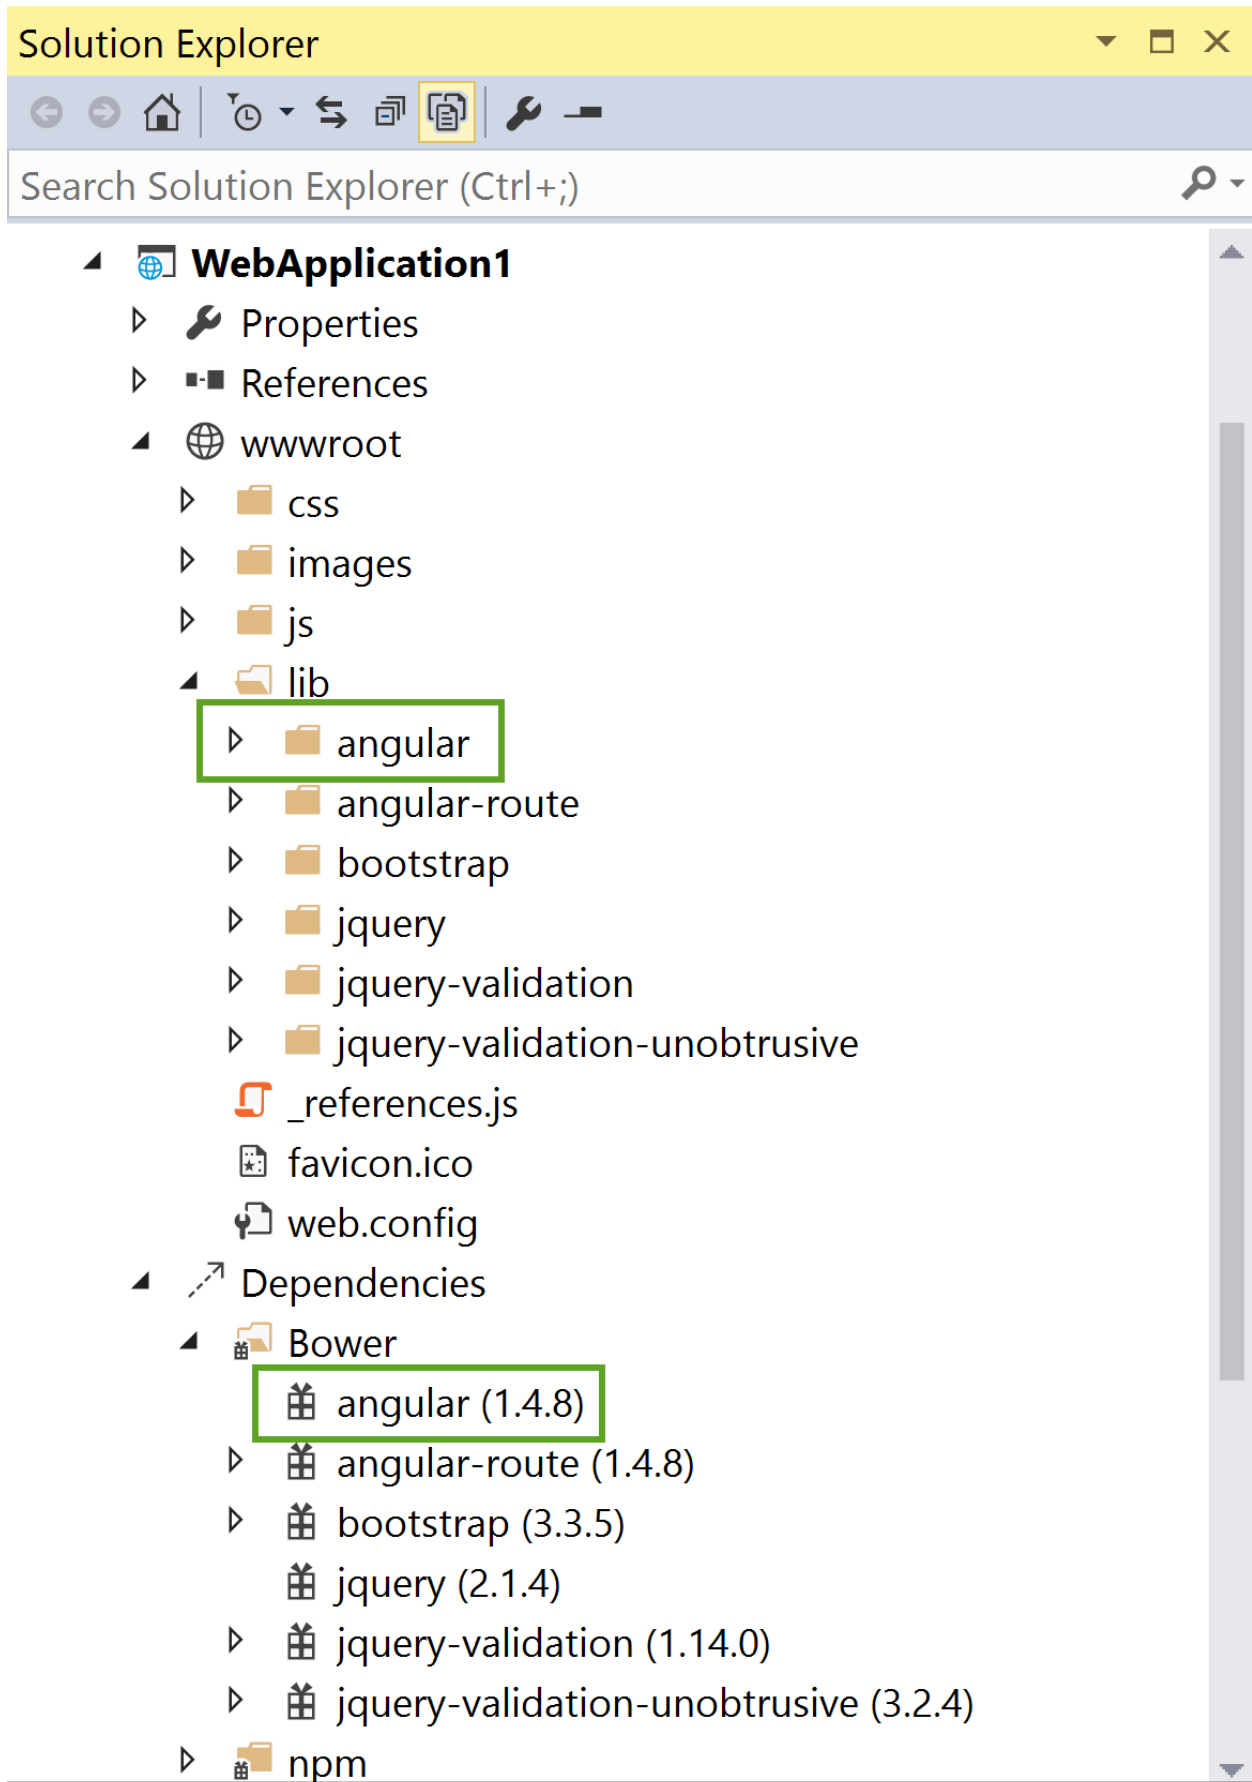 Solution Explorer
Search Solution Explorer (Ctrl+;)
WebApplication1
Properties
References
wwwroot
css
images
js
lib
angular
angular-route
bootstrap
jquery
jquery-validation
jquery-validation-unobtrusive
_references.js
favicon.ico
web.config
Dependencies
Bower
angular (1.4.8)
angular-route (1.4.8)
bootstrap (3.3.5)
jquery (2.1.4)
jquery-validation (1.14.0)
jquery-validation-unobtrusive (3.2.4)
npm